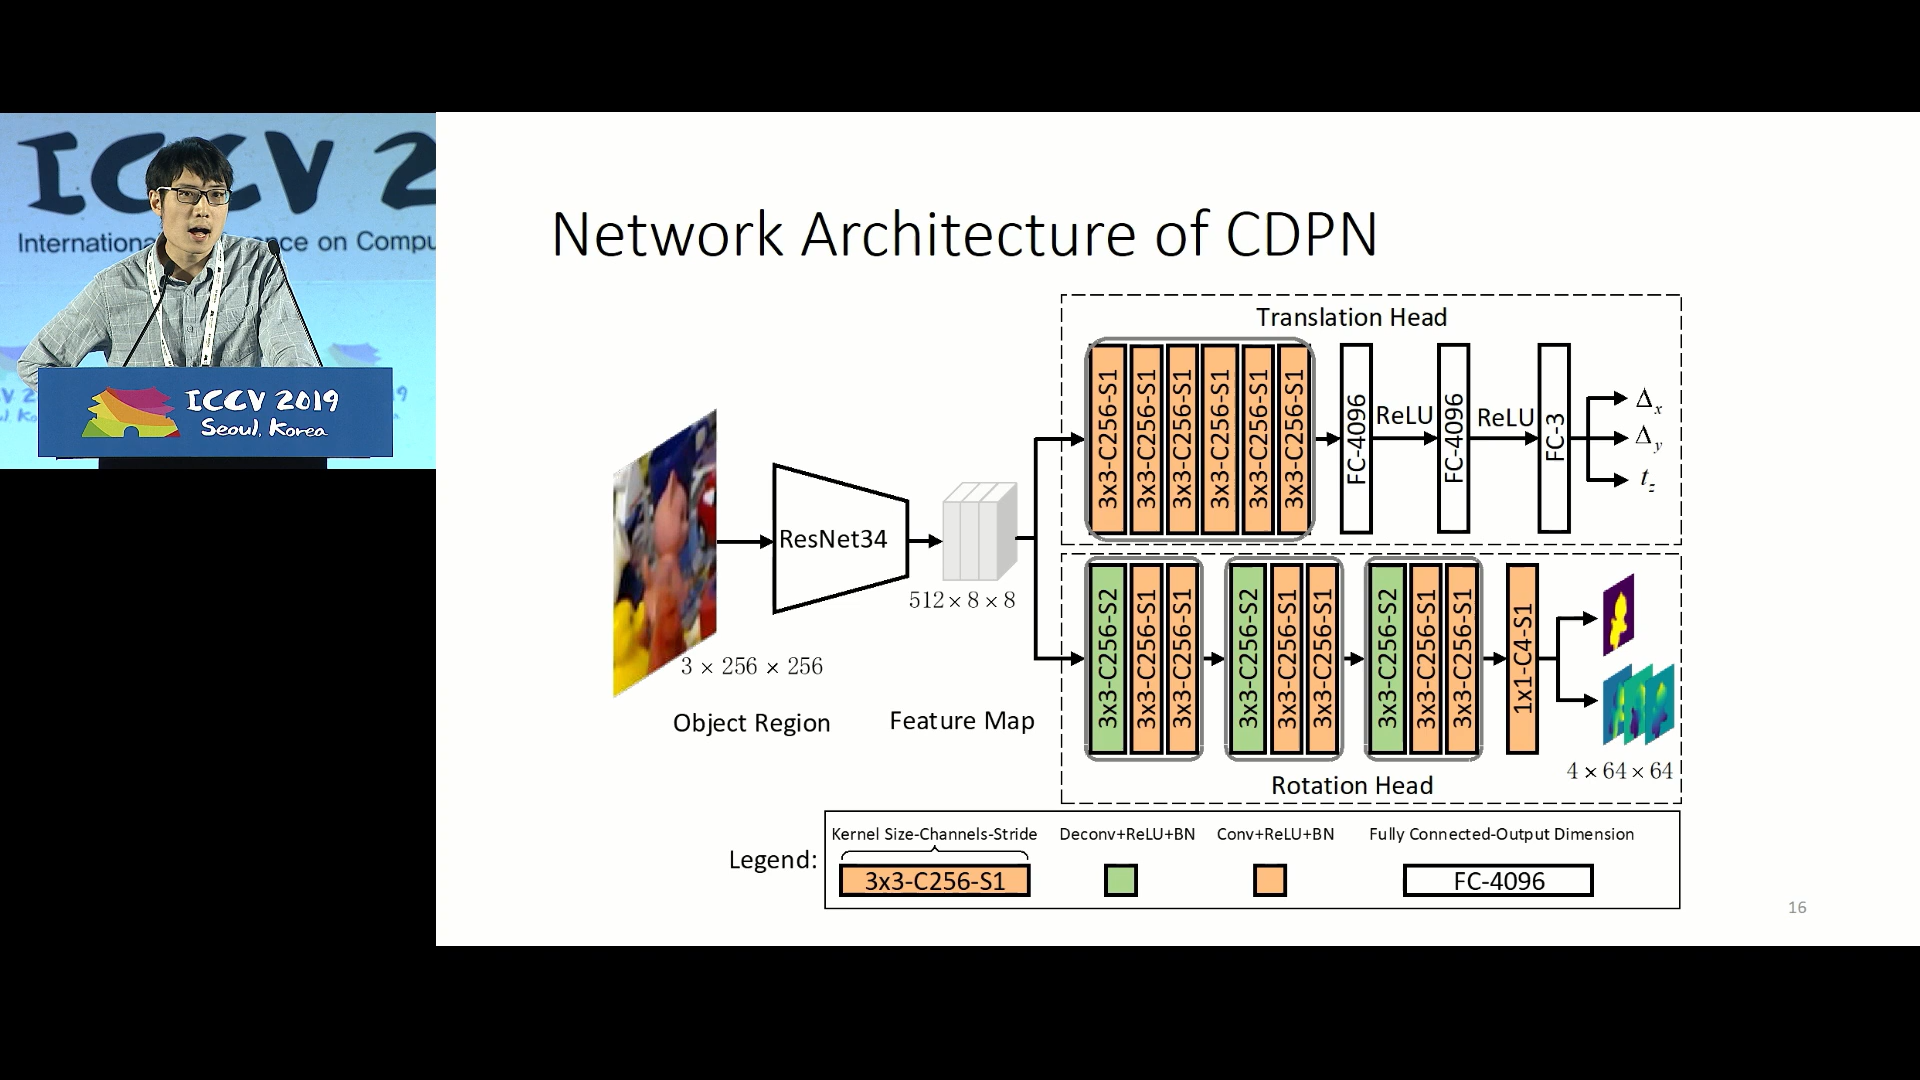 ICCV 2
International
nce on Compu
ICCV 2019
Seoul, Korea
Network Architecture of CDPN
Translation Head
3x3-C256-S1
3x3-C256-S1
3x3-C256-S1
3x3-C256-S1
3x3-C256-S1
3x3-C256-S1
FC-4096
ReLU
FC-4096
ReLU
FC-3
Δx
Δy
tz
ResNet34
512 × 8 × 8
3 × 256 × 256
Object Region
Feature Map
3x3-C256-S2
3x3-C256-S1
3x3-C256-S1
3x3-C256-S2
3x3-C256-S1
3x3-C256-S1
3x3-C256-S2
3x3-C256-S1
3x3-C256-S1
1x1-C4-S1
4 × 64 × 64
Rotation Head
Legend:
Kernel Size-Channels-Stride
3x3-C256-S1
Deconv+ReLU+BN
Conv+ReLU+BN
Fully Connected-Output Dimension
FC-4096
16